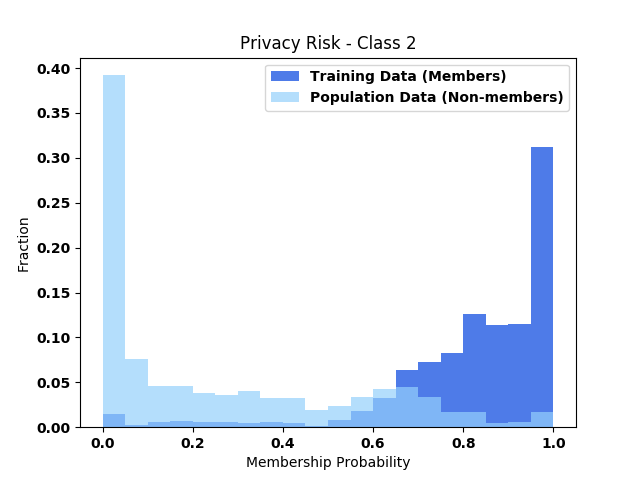 Privacy Risk - Class 2
Training Data (Members)
Population Data (Non-members)
0.40
0.35
0.30
0.25
0.20
0.15
0.10
0.05
0.00
Fraction
0.0 0.2 0.4 0.6 0.8 1.0
Membership Probability